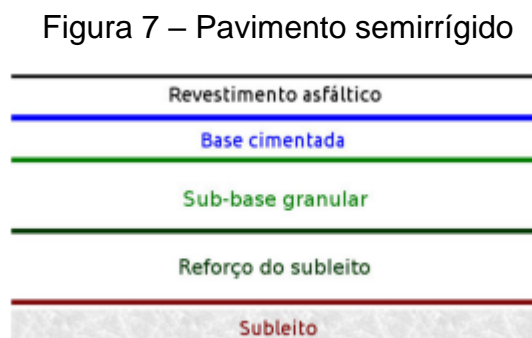 Figura 7 – Pavimento semirrígido
Revestimento asfáltico
Base cimentada
Sub-base granular
Reforço do subleito
Subleito